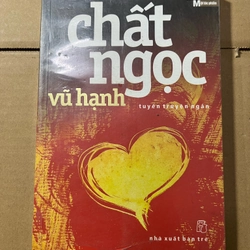 chất
ngọc
vũ hạnh
tuyển truyện ngắn
nhà xuất bản trẻ